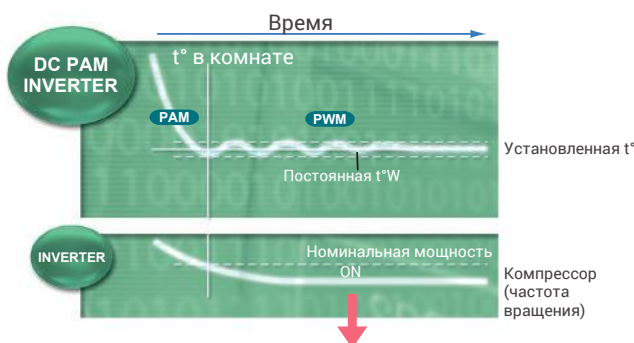 Время
DC PAM
INVERTER
t° в комнате
PAM
PWM
Установленная t°
Постоянная t°W
INVERTER
Номинальная мощность
ON
Компрессор
(частота
вращения)